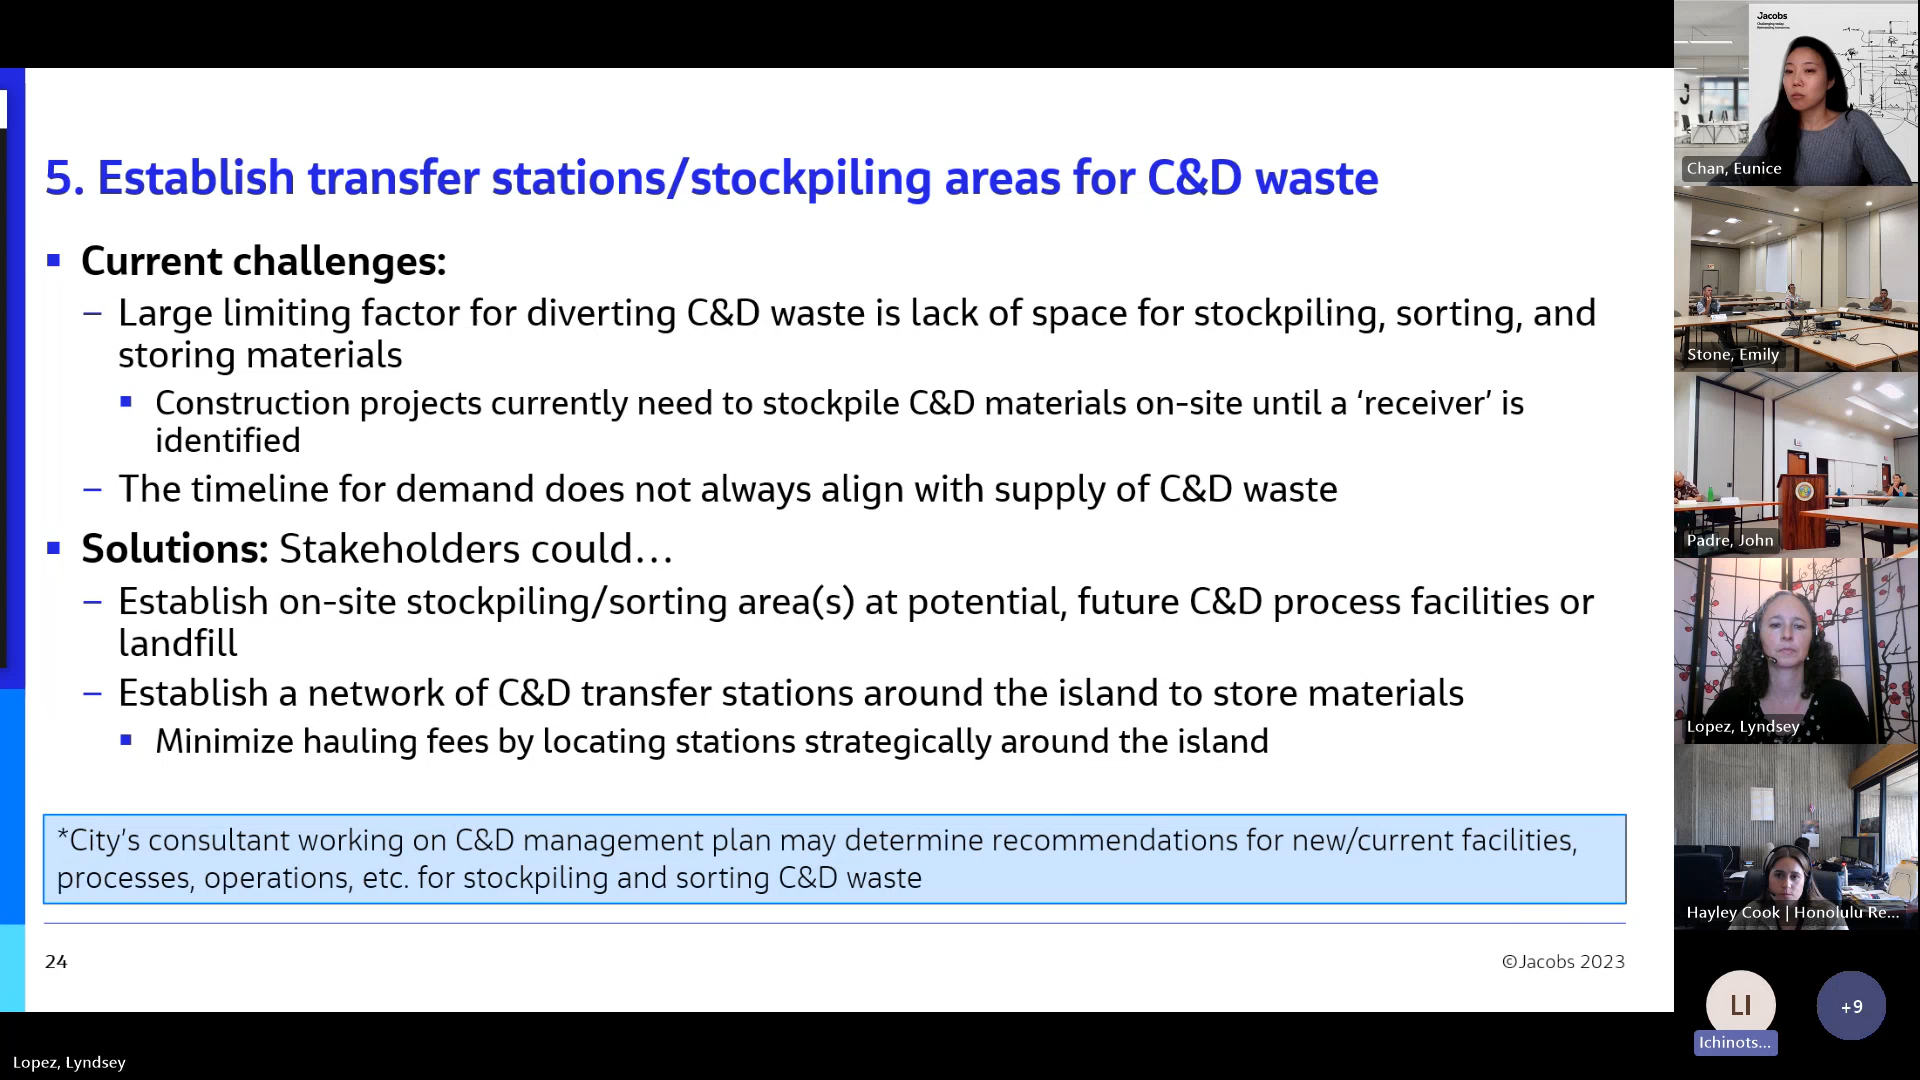 5. Establish transfer stations/stockpiling areas for C&D waste
Current challenges:
– Large limiting factor for diverting C&D waste is lack of space for stockpiling, sorting, and
storing materials
Construction projects currently need to stockpile C&D materials on-site until a ‘receiver’ is
identified
– The timeline for demand does not always align with supply of C&D waste
Solutions: Stakeholders could…
– Establish on-site stockpiling/sorting area(s) at potential, future C&D process facilities or
landfill
– Establish a network of C&D transfer stations around the island to store materials
Minimize hauling fees by locating stations strategically around the island
*City’s consultant working on C&D management plan may determine recommendations for new/current facilities,
processes, operations, etc. for stockpiling and sorting C&D waste
24
©Jacobs 2023
Lopez, Lyndsey
Jacobs
Chan, Eunice
Stone, Emily
Padre, John
Lopez, Lyndsey
Hayley Cook | Honolulu Re...
LI
Ichinots...
+9